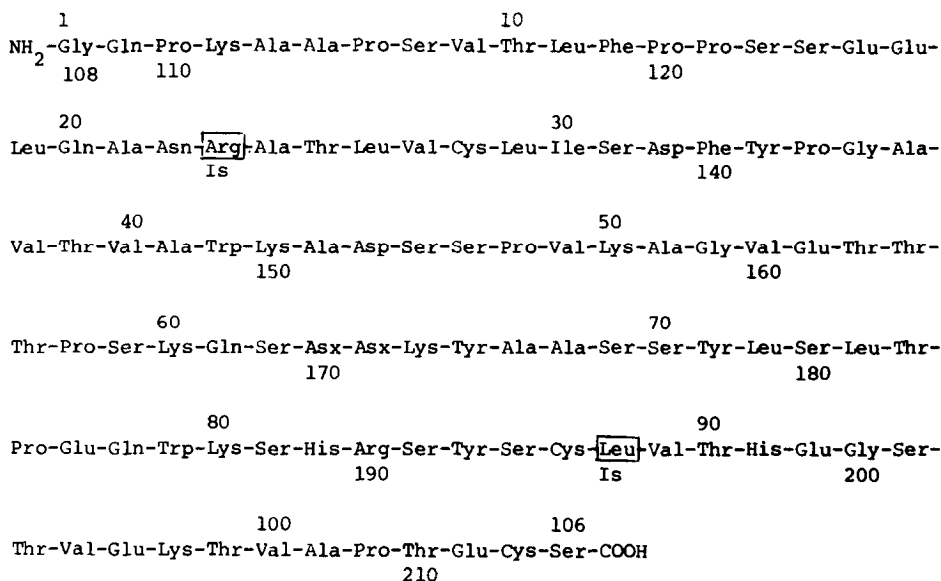 1 10
NH2-Gly-Gln-Pro-Lys-Ala-Ala-Pro-Ser-Val-Thr-Leu-Phe-Pro-Pro-Ser-Ser-Glu-Glu-
108 110 120
20 30
Leu-Gln-Ala-Asn-Arg-Ala-Thr-Leu-Val-Cys-Leu-Ile-Ser-Asp-Phe-Tyr-Pro-Gly-Ala-
Is 140
40 50
Val-Thr-Val-Ala-Trp-Lys-Ala-Asp-Ser-Ser-Pro-Val-Lys-Ala-Gly-Val-Glu-Thr-Thr-
150 160
60 70
Thr-Pro-Ser-Lys-Gln-Ser-Asx-Asx-Lys-Tyr-Ala-Ala-Ser-Ser-Tyr-Leu-Ser-Leu-Thr-
170 180
80 90
Pro-Glu-Gln-Trp-Lys-Ser-His-Arg-Ser-Tyr-Ser-Cys-Leu-Val-Thr-His-Glu-Gly-Ser-
190 Is 200
100 106
Thr-Val-Glu-Lys-Thr-Val-Ala-Pro-Thr-Glu-Cys-Ser-COOH
210